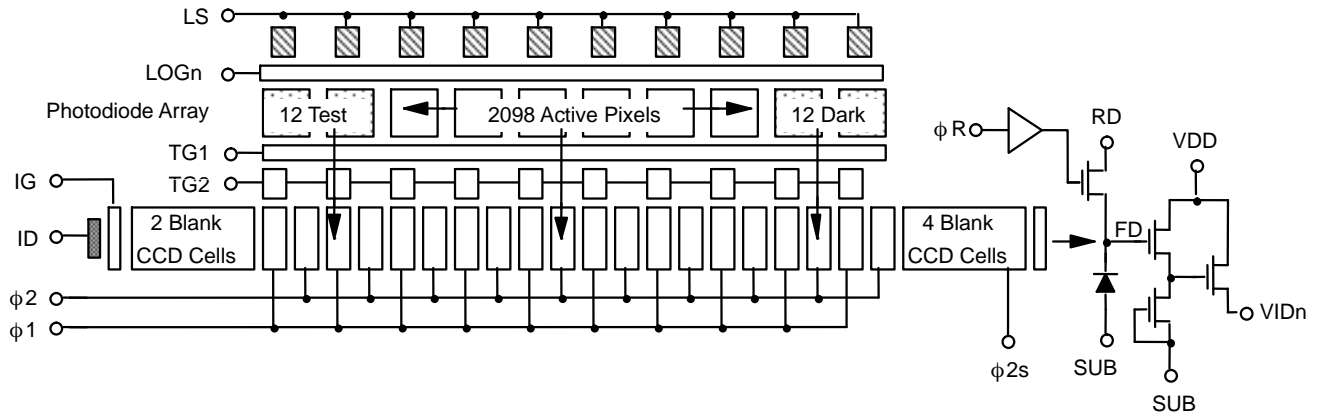 LS
LOGn
Photodiode Array
12 Test
2098 Active Pixels
12 Dark
TG1
TG2
IG
ID
2 Blank
CCD Cells
4 Blank
CCD Cells
ϕ2
ϕ1
ϕ2s
ϕR
RD
VDD
FD
VIDn
SUB
SUB